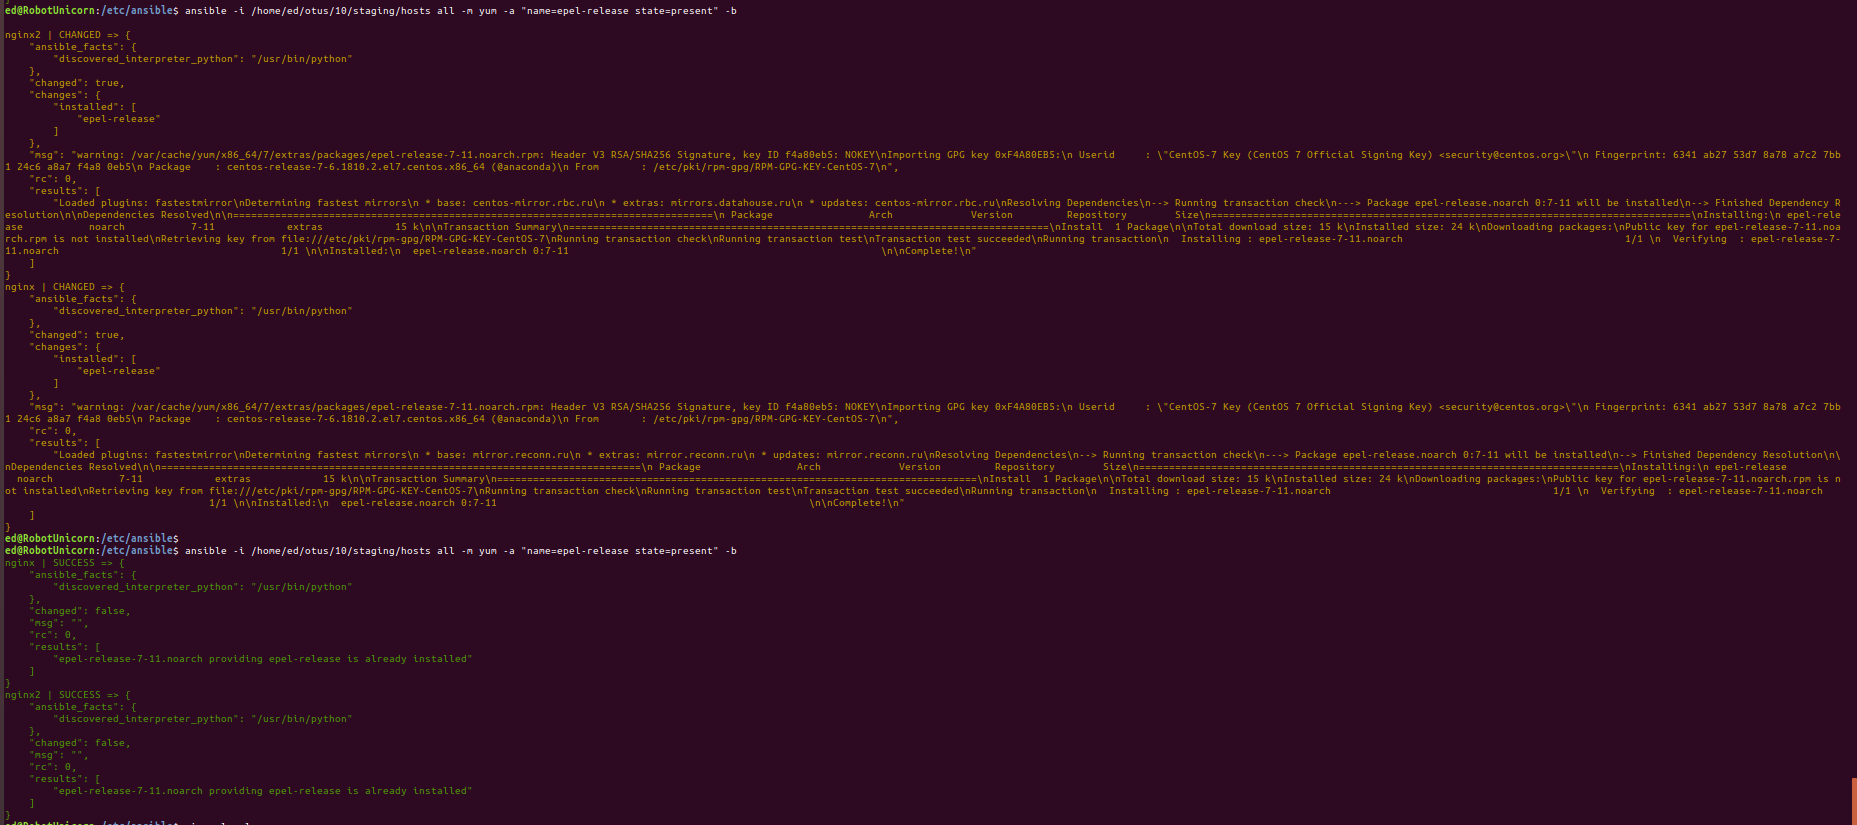 ed@RobotUnicorn:/etc/ansible$ ansible -i /home/ed/otus/10/staging/hosts all -m yum -a "name=epel-release state=present" -b
nginx2 | CHANGED => {
    "ansible_facts": {
        "discovered_interpreter_python": "/usr/bin/python"
    },
    "changed": true,
    "changes": {
        "installed": [
            "epel-release"
        ]
    },
    "msg": "warning: /var/cache/yum/x86_64/7/extras/packages/epel-release-7-11.noarch.rpm: Header V3 RSA/SHA256 Signature, key ID f4a80eb5: NOKEY\nImporting GPG key 0xF4A80EB5:\n Userid     : \"CentOS-7 Key (CentOS 7 Official Signing Key) <security@centos.org>\"\n Fingerprint: 6341 ab27 53d7 8a78 a7c2 7bb
1 24c6 a8a7 f4a8 0eb5\n Package    : centos-release-7-6.1810.2.el7.centos.x86_64 (@anaconda)\n From       : /etc/pki/rpm-gpg/RPM-GPG-KEY-CentOS-7\n",
    "rc": 0,
    "results": [
        "Loaded plugins: fastestmirror\nDetermining fastest mirrors\n * base: centos-mirror.rbc.ru\n * extras: mirrors.datahouse.ru\n * updates: centos-mirror.rbc.ru\nResolving Dependencies\n--> Running transaction check\n---> Package epel-release.noarch 0:7-11 will be installed\n--> Finished Dependency R
esolution\n\nDependencies Resolved\n\n================================================================================\n Package                Arch             Version         Repository        Size\n================================================================================\nInstalling:\n epel-rele
ase           noarch           7-11            extras            15 k\n\nTransaction Summary\n================================================================================\nInstall  1 Package\n\nTotal download size: 15 k\nInstalled size: 24 k\nDownloading packages:\nPublic key for epel-release-7-11.noa
rch.rpm is not installed\nRetrieving key from file:///etc/pki/rpm-gpg/RPM-GPG-KEY-CentOS-7\nRunning transaction check\nRunning transaction test\nTransaction test succeeded\nRunning transaction\n  Installing : epel-release-7-11.noarch                                     1/1 \n  Verifying  : epel-release-7-
11.noarch                                     1/1 \n\nInstalled:\n  epel-release.noarch 0:7-11                                                    \n\nComplete!\n"
    ]
}
nginx | CHANGED => {
    "ansible_facts": {
        "discovered_interpreter_python": "/usr/bin/python"
    },
    "changed": true,
    "changes": {
        "installed": [
            "epel-release"
        ]
    },
    "msg": "warning: /var/cache/yum/x86_64/7/extras/packages/epel-release-7-11.noarch.rpm: Header V3 RSA/SHA256 Signature, key ID f4a80eb5: NOKEY\nImporting GPG key 0xF4A80EB5:\n Userid     : \"CentOS-7 Key (CentOS 7 Official Signing Key) <security@centos.org>\"\n Fingerprint: 6341 ab27 53d7 8a78 a7c2 7bb
1 24c6 a8a7 f4a8 0eb5\n Package    : centos-release-7-6.1810.2.el7.centos.x86_64 (@anaconda)\n From       : /etc/pki/rpm-gpg/RPM-GPG-KEY-CentOS-7\n",
    "rc": 0,
    "results": [
        "Loaded plugins: fastestmirror\nDetermining fastest mirrors\n * base: mirror.reconn.ru\n * extras: mirror.reconn.ru\n * updates: mirror.reconn.ru\nResolving Dependencies\n--> Running transaction check\n---> Package epel-release.noarch 0:7-11 will be installed\n--> Finished Dependency Resolution\n\
nDependencies Resolved\n\n================================================================================\n Package                Arch             Version         Repository        Size\n================================================================================\nInstalling:\n epel-release
  noarch           7-11            extras            15 k\n\nTransaction Summary\n================================================================================\nInstall  1 Package\n\nTotal download size: 15 k\nInstalled size: 24 k\nDownloading packages:\nPublic key for epel-release-7-11.noarch.rpm is n
ot installed\nRetrieving key from file:///etc/pki/rpm-gpg/RPM-GPG-KEY-CentOS-7\nRunning transaction check\nRunning transaction test\nTransaction test succeeded\nRunning transaction\n  Installing : epel-release-7-11.noarch                                     1/1 \n  Verifying  : epel-release-7-11.noarch
                                  1/1 \n\nInstalled:\n  epel-release.noarch 0:7-11                                                    \n\nComplete!\n"
    ]
}
ed@RobotUnicorn:/etc/ansible$
ed@RobotUnicorn:/etc/ansible$ ansible -i /home/ed/otus/10/staging/hosts all -m yum -a "name=epel-release state=present" -b
nginx | SUCCESS => {
    "ansible_facts": {
        "discovered_interpreter_python": "/usr/bin/python"
    },
    "changed": false,
    "msg": "",
    "rc": 0,
    "results": [
        "epel-release-7-11.noarch providing epel-release is already installed"
    ]
}
nginx2 | SUCCESS => {
    "ansible_facts": {
        "discovered_interpreter_python": "/usr/bin/python"
    },
    "changed": false,
    "msg": "",
    "rc": 0,
    "results": [
        "epel-release-7-11.noarch providing epel-release is already installed"
    ]
}
ed@RobotUnicorn:/etc/ansible$